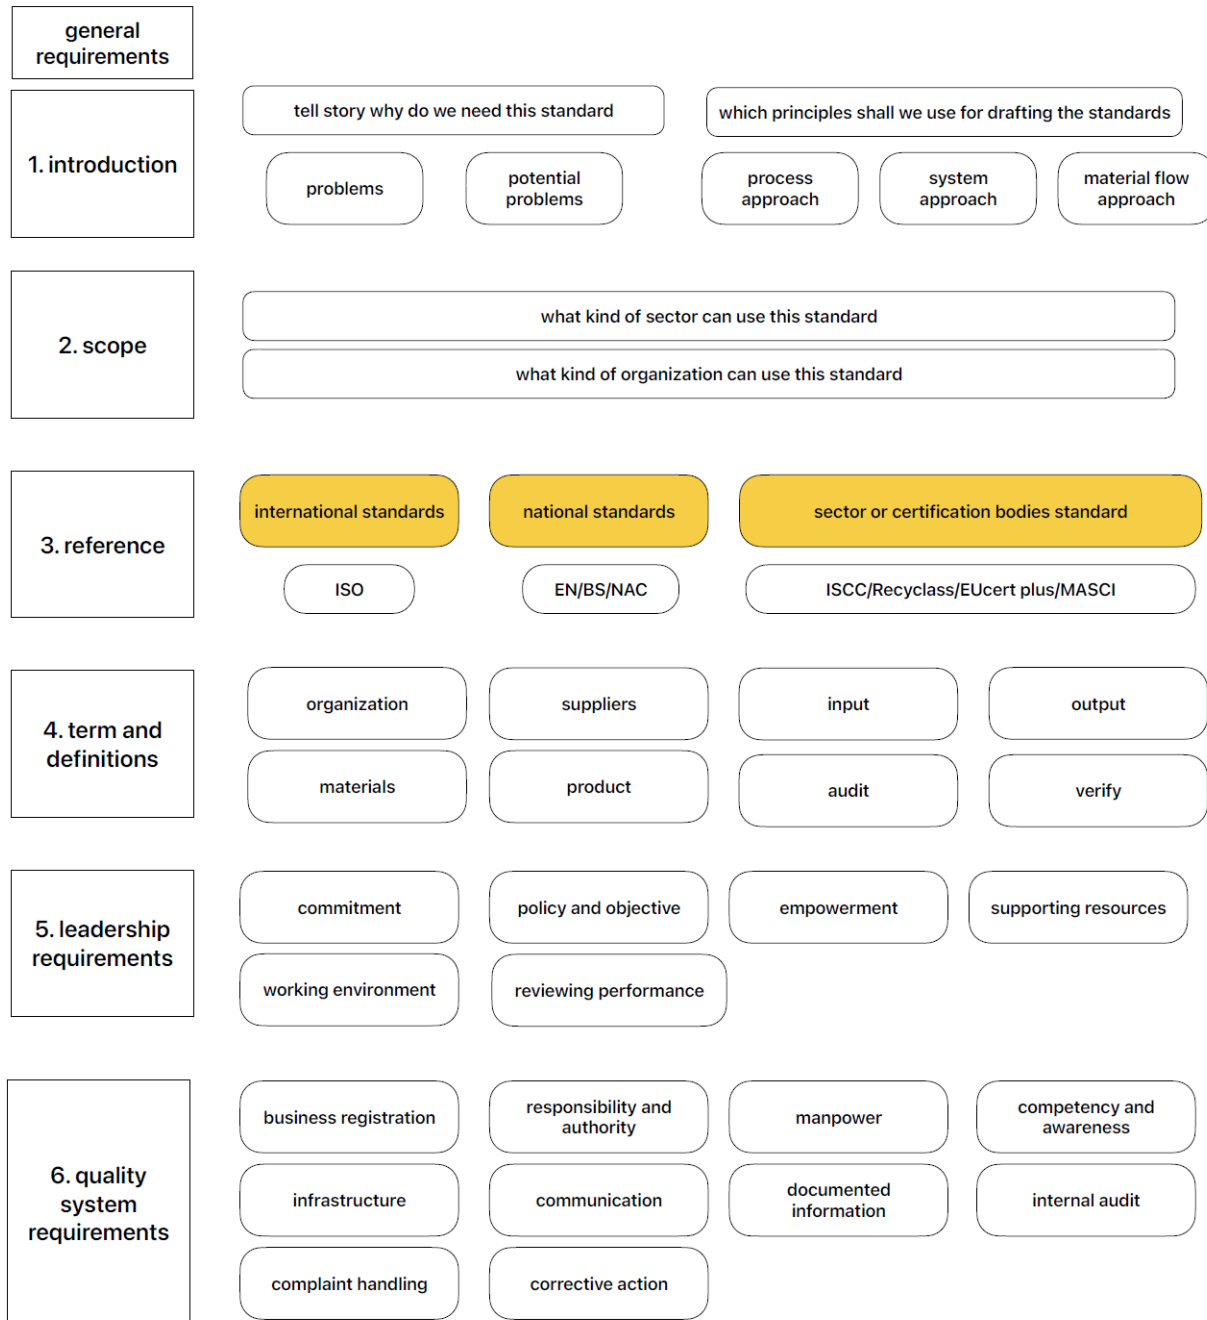 general
requirements
1. introduction
tell story why do we need this standard
which principles shall we use for drafting the standards
problems
potential
problems
process
approach
system
approach
material flow
approach
2. scope
what kind of sector can use this standard
what kind of organization can use this standard
3. reference
international standards
national standards
sector or certification bodies standard
ISO
EN/BS/NAC
ISCC/Recyclass/EUcert plus/MASCI
4. term and
definitions
organization
suppliers
input
output
materials
product
audit
verify
5. leadership
requirements
commitment
policy and objective
empowerment
supporting resources
working environment
reviewing performance
6. quality
system
requirements
business registration
responsibility and
authority
manpower
competency and
awareness
infrastructure
communication
documented
information
internal audit
complaint handling
corrective action